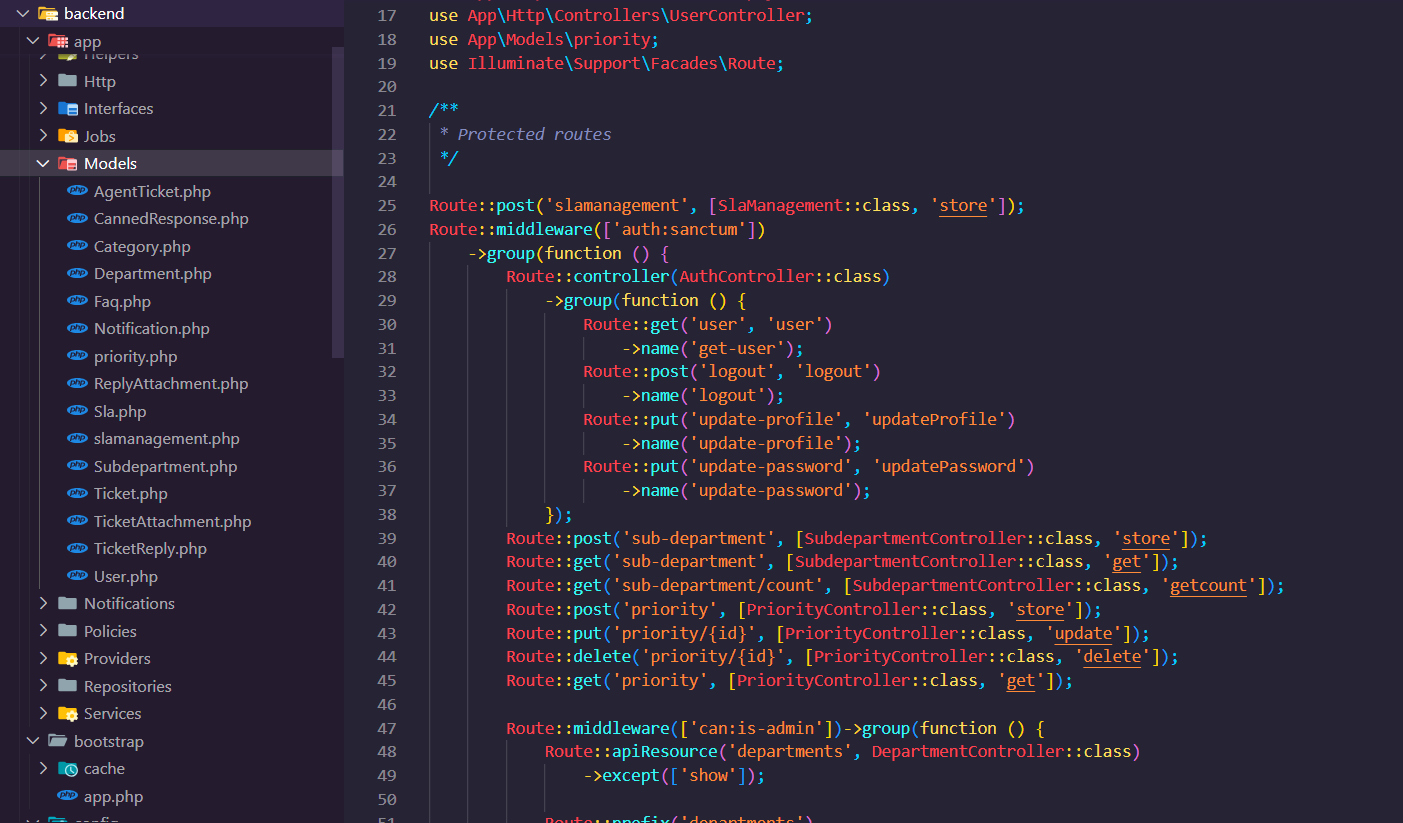 backend
app
Helpers
Http
Interfaces
Jobs
Models
AgentTicket.php
CannedResponse.php
Category.php
Department.php
Faq.php
Notification.php
priority.php
ReplyAttachment.php
Sla.php
slamanagement.php
Subdepartment.php
Ticket.php
TicketAttachment.php
TicketReply.php
User.php
Notifications
Policies
Providers
Repositories
Services
bootstrap
cache
app.php
config
17 use App\Http\Controllers\UserController;
18 use App\Models\priority;
19 use Illuminate\Support\Facades\Route;
20
21 /**
22  * Protected routes
23  */
24
25 Route::post('slamanagement', [SlaManagement::class, 'store']);
26 Route::middleware(['auth:sanctum'])
27     ->group(function () {
28         Route::controller(AuthController::class)
29             ->group(function () {
30                 Route::get('user', 'user')
31                     ->name('get-user');
32                 Route::post('logout', 'logout')
33                     ->name('logout');
34                 Route::put('update-profile', 'updateProfile')
35                     ->name('update-profile');
36                 Route::put('update-password', 'updatePassword')
37                     ->name('update-password');
38             });
39         Route::post('sub-department', [SubdepartmentController::class, 'store']);
40         Route::get('sub-department', [SubdepartmentController::class, 'get']);
41         Route::get('sub-department/count', [SubdepartmentController::class, 'getcount']);
42         Route::post('priority', [PriorityController::class, 'store']);
43         Route::put('priority/{id}', [PriorityController::class, 'update']);
44         Route::delete('priority/{id}', [PriorityController::class, 'delete']);
45         Route::get('priority', [PriorityController::class, 'get']);
46
47         Route::middleware(['can:is-admin'])->group(function () {
48             Route::apiResource('departments', DepartmentController::class)
49                 ->except(['show']);
50
51             Route::prefix('departments')